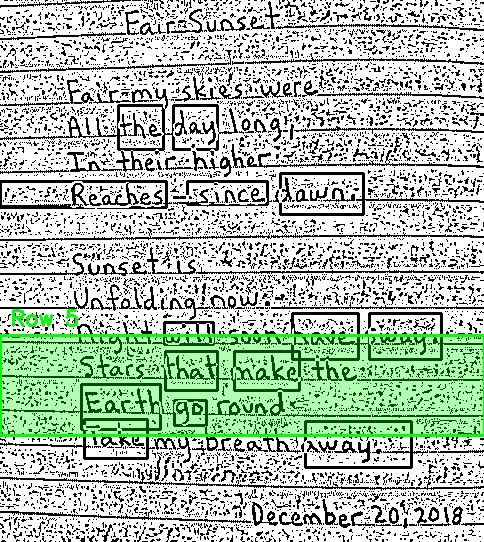 Fair Sunset
Fair my skies were
All the day long,
In their higher
Reaches - since dawn.
Sunset is
Unfolding now.
Night will soon have sway.
Row 5
Stars that make the
Earth go round
Take my breath away.
December 20, 2018